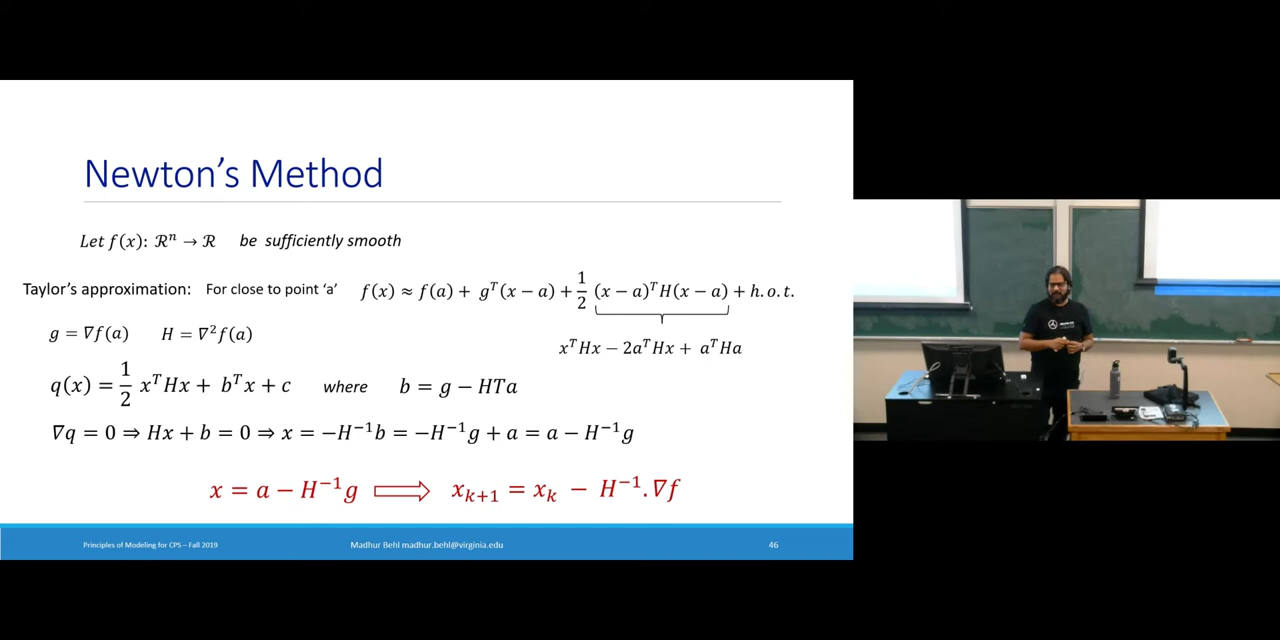 Newton's Method
Let f(x): ℛⁿ → ℛ be sufficiently smooth
Taylor's approximation: For close to point 'a' f(x) ≈ f(a) + gᵀ(x − a) + 1/2 (x − a)ᵀH(x − a) + h.o.t.
g = ∇f(a) H = ∇²f(a)
xᵀHx − 2aᵀHx + aᵀHa
q(x) = 1/2 xᵀHx + bᵀx + c where b = g − HTa
∇q = 0 ⇒ Hx + b = 0 ⇒ x = −H⁻¹b = −H⁻¹g + a = a − H⁻¹g
x = a − H⁻¹g ⇒ xₖ₊₁ = xₖ − H⁻¹.∇f
Principles of Modeling for CPS – Fall 2019 Madhur Behl madhur.behl@virginia.edu 46